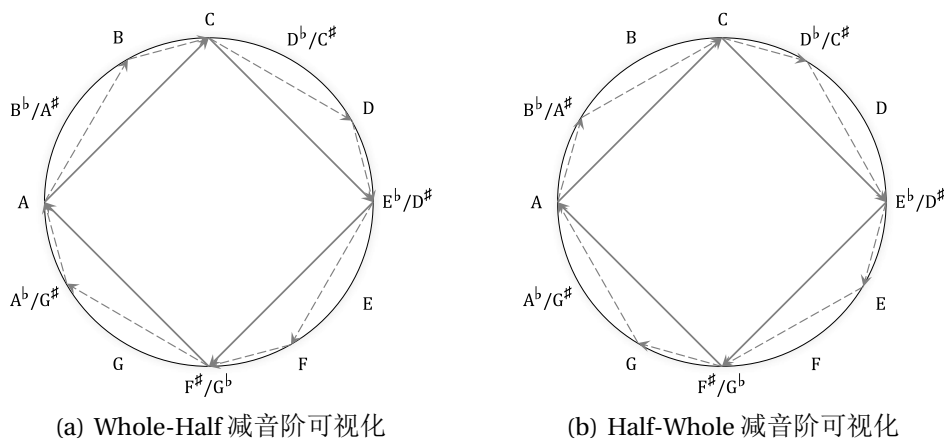 C
B
D♭/C♯
B♭/A♯
D
A
E♭/D♯
A♭/G♯
E
G
F
F♯/G♭
(a) Whole-Half 减音阶可视化
C
B
D♭/C♯
B♭/A♯
D
A
E♭/D♯
A♭/G♯
E
G
F
F♯/G♭
(b) Half-Whole 减音阶可视化